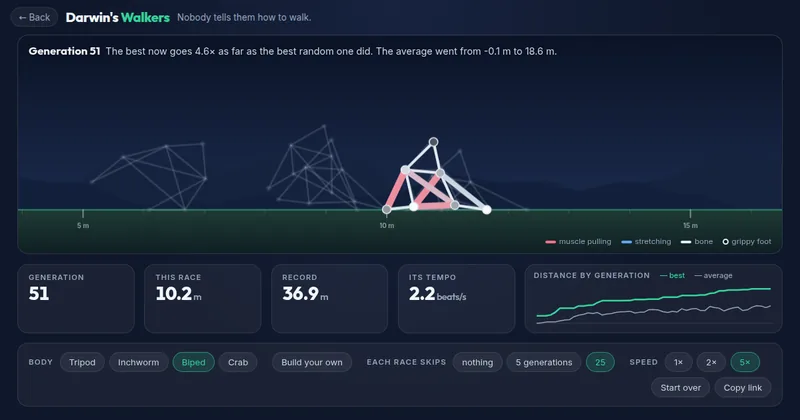 ← Back Darwin's Walkers Nobody tells them how to walk.
Generation 51 The best now goes 4.6× as far as the best random one did. The average went from -0.1 m to 18.6 m.
5 m 10 m 15 m
muscle pulling stretching bone grippy foot
GENERATION
51
THIS RACE
10.2 m
RECORD
36.9 m
ITS TEMPO
2.2 beats/s
DISTANCE BY GENERATION — best — average
BODY Tripod Inchworm Biped Crab Build your own EACH RACE SKIPS nothing 5 generations 25 SPEED 1× 2× 5×
Start over Copy link